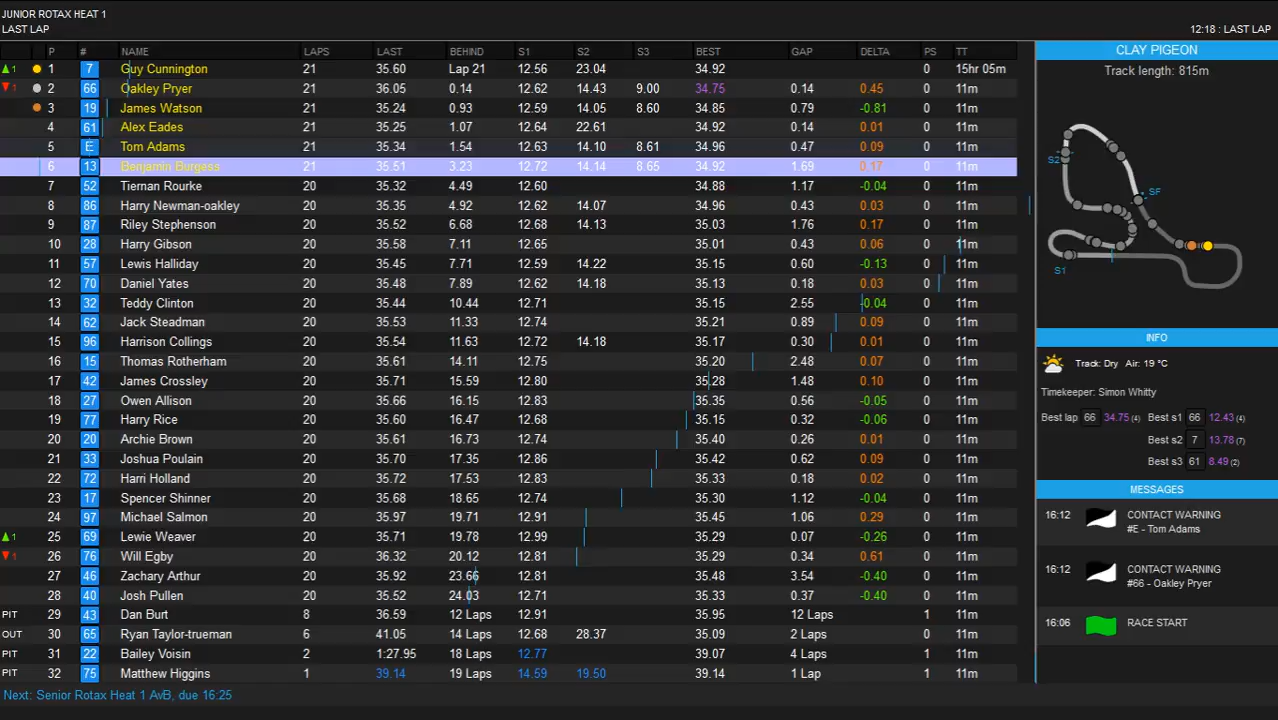 JUNIOR ROTAX HEAT 1
LAST LAP
12:18 : LAST LAP
P # NAME LAPS LAST BEHIND S1 S2 S3 BEST GAP DELTA PS TT
1 1 7 Guy Cunnington 21 35.60 Lap 21 12.56 23.04 34.92 0 15hr 05m
1 2 66 Oakley Pryer 21 36.05 0.14 12.62 14.43 9.00 34.75 0.14 0.45 0 11m
3 19 James Watson 21 35.24 0.93 12.59 14.05 8.60 34.85 0.79 -0.81 0 11m
4 61 Alex Eades 21 35.25 1.07 12.64 22.61 34.92 0.14 0.01 0 11m
5 E Tom Adams 21 35.34 1.54 12.63 14.10 8.61 34.96 0.47 0.09 0 11m
6 13 Benjamin Burgess 21 35.51 3.23 12.72 14.14 8.65 34.92 1.69 0.17 0 11m
7 52 Tiernan Rourke 20 35.32 4.49 12.60 34.88 1.17 -0.04 0 11m
8 86 Harry Newman-oakley 20 35.35 4.92 12.62 14.07 34.96 0.43 0.03 0 11m
9 87 Riley Stephenson 20 35.52 6.68 12.64 14.13 35.03 1.76 0.17 0 11m
10 28 Harry Gibson 20 35.58 7.11 12.65 35.01 0.43 0.06 0 11m
11 57 Lewis Halliday 20 35.45 7.71 12.59 14.22 35.15 0.60 -0.13 0 11m
12 70 Daniel Yates 20 35.48 7.89 12.62 14.18 35.13 0.18 0.03 0 11m
13 32 Teddy Clinton 20 35.44 10.44 12.71 35.15 2.55 -0.04 0 11m
14 62 Jack Steadman 20 35.53 11.33 12.74 35.21 0.89 0.09 0 11m
15 96 Harrison Collings 20 35.54 11.63 12.72 14.18 35.17 0.30 0.01 0 11m
16 15 Thomas Rotherham 20 35.61 14.11 12.75 35.20 2.48 0.07 0 11m
17 42 James Crossley 20 35.71 15.59 12.80 35.28 1.48 0.10 0 11m
18 27 Owen Allison 20 35.66 16.15 12.83 35.35 0.56 -0.05 0 11m
19 77 Harry Rice 20 35.60 16.47 12.68 35.15 0.32 -0.06 0 11m
20 20 Archie Brown 20 35.61 16.73 12.74 35.40 0.26 0.01 0 11m
21 33 Joshua Poulain 20 35.70 17.35 12.86 35.42 0.62 0.09 0 11m
22 72 Harri Holland 20 35.72 17.53 12.83 35.33 0.18 0.02 0 11m
23 17 Spencer Shinner 20 35.68 18.65 12.74 35.30 1.12 -0.04 0 11m
24 97 Michael Salmon 20 35.97 19.71 12.91 35.45 1.06 0.29 0 11m
1 25 69 Lewie Weaver 20 35.71 19.78 12.83 35.29 0.07 -0.26 0 11m
1 26 76 Will Egby 20 36.32 20.12 12.81 35.29 0.34 0.61 0 11m
27 46 Zachary Arthur 20 35.92 23.66 12.81 35.48 3.54 -0.40 0 11m
28 40 Josh Pullen 20 35.52 24.03 12.71 35.33 0.37 -0.40 0 11m
PIT 29 43 Dan Burt 8 36.59 12 Laps 12.91 35.95 12 Laps 1 11m
OUT 30 65 Ryan Taylor-trueman 6 41.05 14 Laps 12.68 28.37 35.09 2 Laps 0 11m
PIT 31 22 Bailey Voisin 2 1:27.95 18 Laps 12.77 39.07 4 Laps 1 11m
PIT 32 75 Matthew Higgins 1 39.14 19 Laps 14.59 19.50 39.14 1 Lap 1 11m
Next: Senior Rotax Heat 1 AvB, due 16:25
CLAY PIGEON
Track length: 815m
S2
SF
S1
INFO
Track: Dry Air: 19 °C
Timekeeper: Simon Whitty
Best lap 66 34.75 (4) Best s1 66 12.43 (4)
Best s2 7 13.78 (7)
Best s3 61 8.49 (2)
MESSAGES
16:12 CONTACT WARNING
#E - Tom Adams
16:12 CONTACT WARNING
#66 - Oakley Pryer
16:06 RACE START